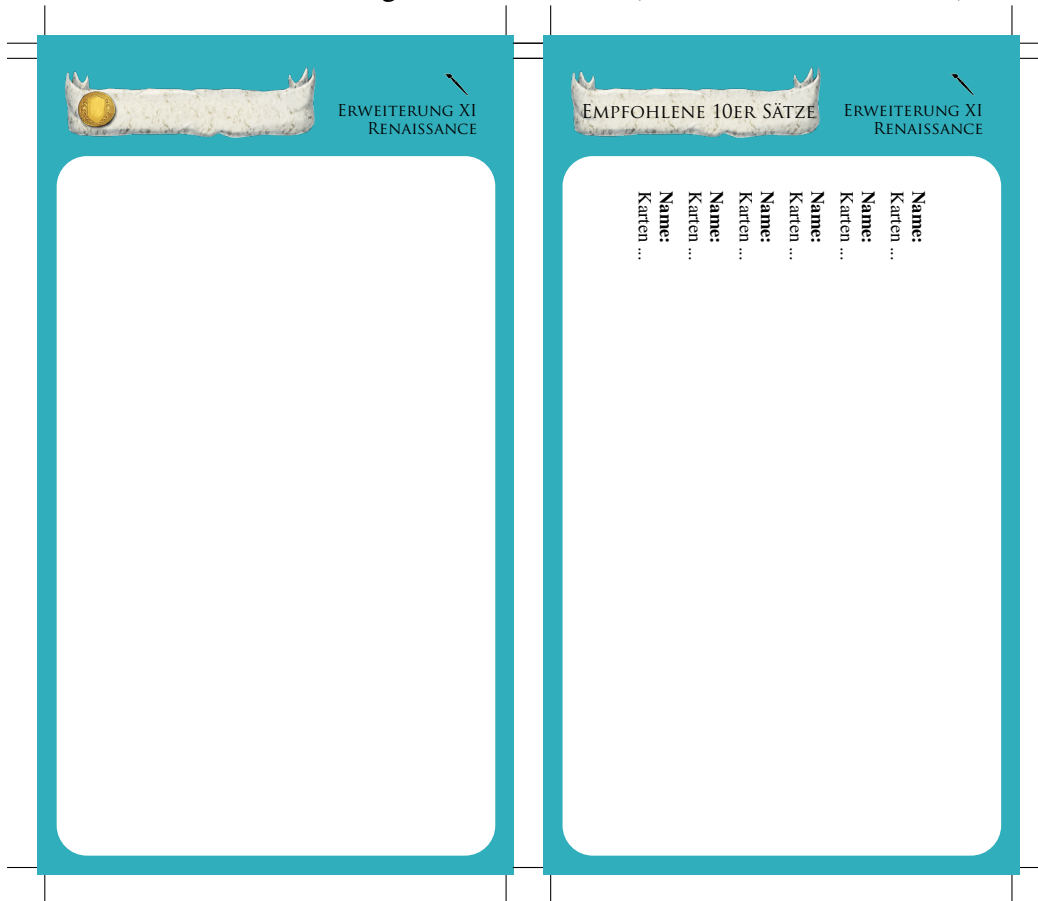 ERWEITERUNG XI
RENAISSANCE
EMPFOHLENE 10ER SÄTZE
ERWEITERUNG XI
RENAISSANCE
Name:
Karten ...
Name:
Karten ...
Name:
Karten ...
Name:
Karten ...
Name:
Karten ...
Name:
Karten ...